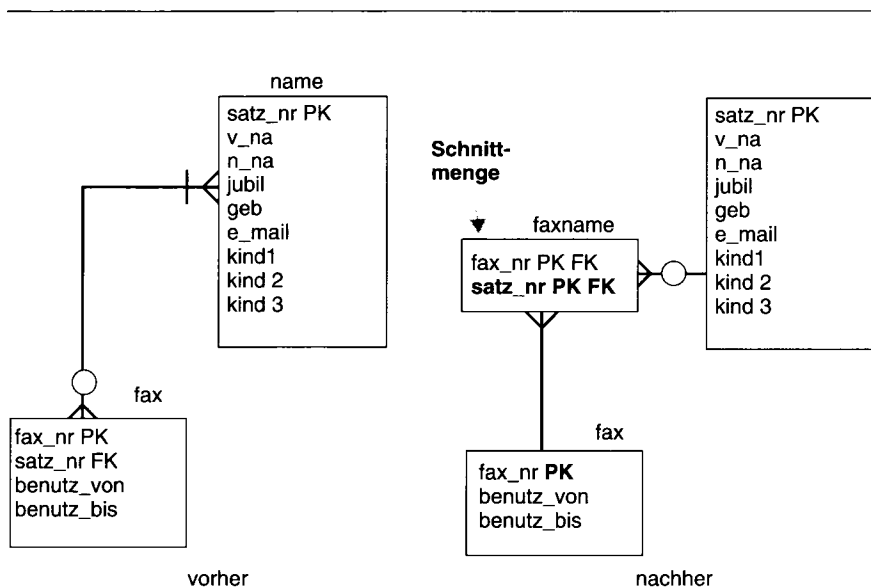 name
satz_nr PK
v_na
n_na
jubil
geb
e_mail
kind1
kind 2
kind 3
fax
fax_nr PK
satz_nr FK
benutz_von
benutz_bis
vorher
Schnitt-
menge
faxname
fax_nr PK FK
satz_nr PK FK
satz_nr PK
v_na
n_na
jubil
geb
e_mail
kind1
kind 2
kind 3
fax
fax_nr PK
benutz_von
benutz_bis
nachher